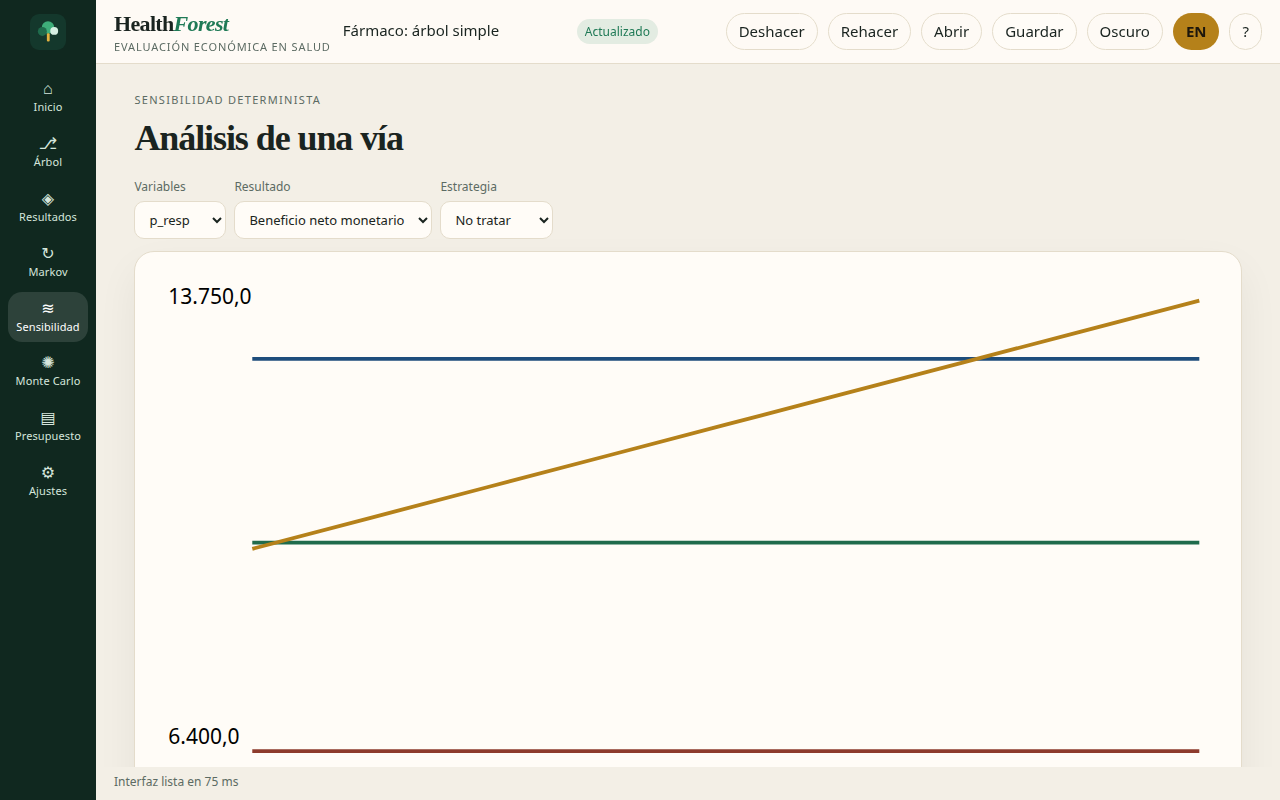 HealthForest
EVALUACIÓN ECONÓMICA EN SALUD
Fármaco: árbol simple
Actualizado
Deshacer
Rehacer
Abrir
Guardar
Oscuro
EN
?
Inicio
Árbol
Resultados
Markov
Sensibilidad
Monte Carlo
Presupuesto
Ajustes
SENSIBILIDAD DETERMINISTA
Análisis de una vía
Variables
Resultado
Estrategia
p_resp
Beneficio neto monetario
No tratar
13.750,0
6.400,0
Interfaz lista en 75 ms